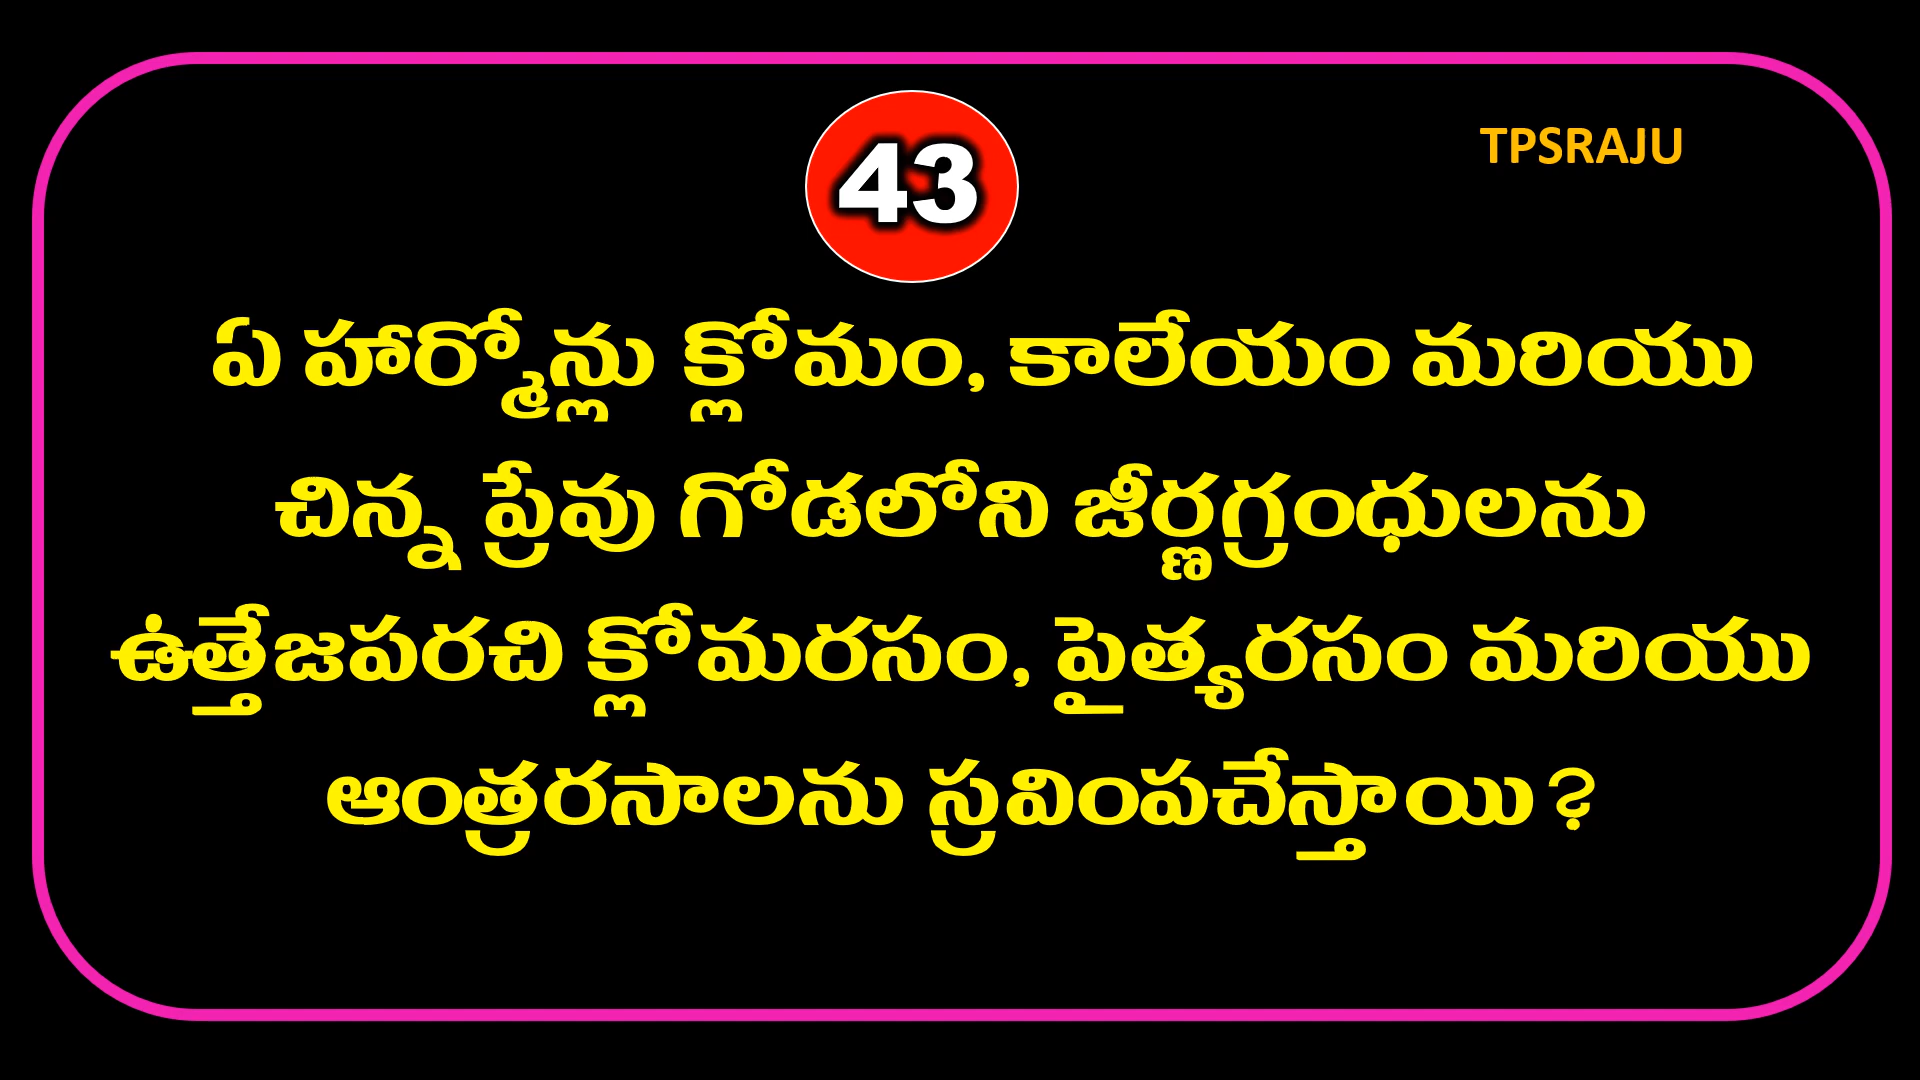 43
TPSRAJU
ఏ హార్మోన్లు క్లోమం, కాలేయం మరియు
చిన్న ప్రేవు గోడలోని జీర్ణగ్రంధులను
ఉత్తేజపరచి క్లోమరసం, పైత్యరసం మరియు
ఆంత్రరసాలను స్రవింపచేస్తాయి?